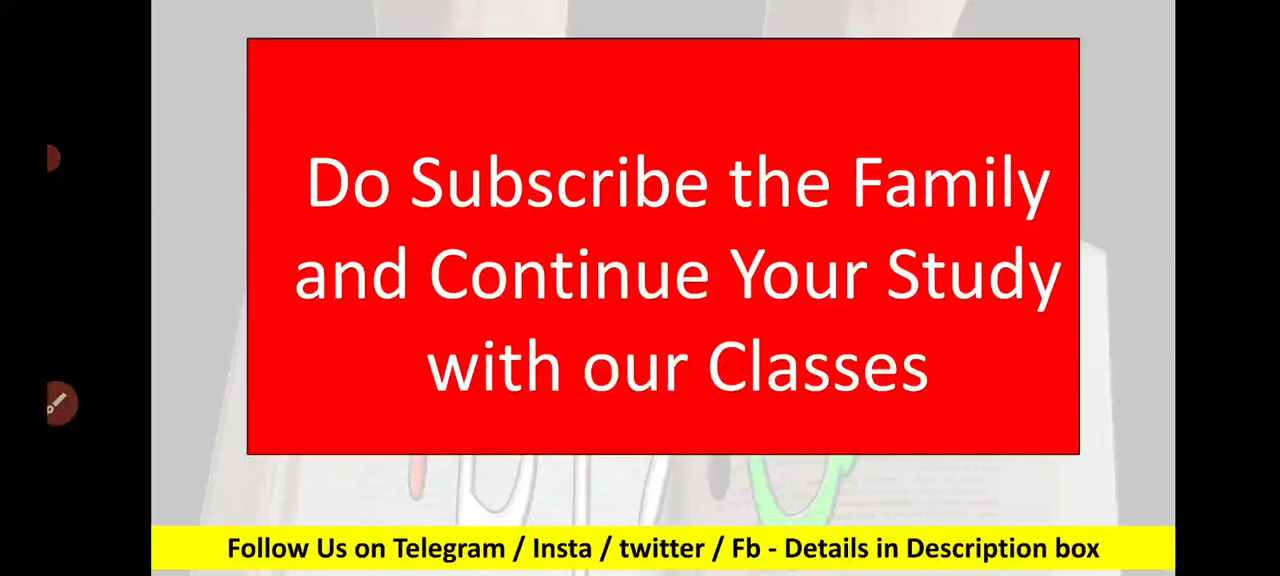 Do Subscribe the Family
and Continue Your Study
with our Classes
Follow Us on Telegram / Insta / twitter / Fb - Details in Description box